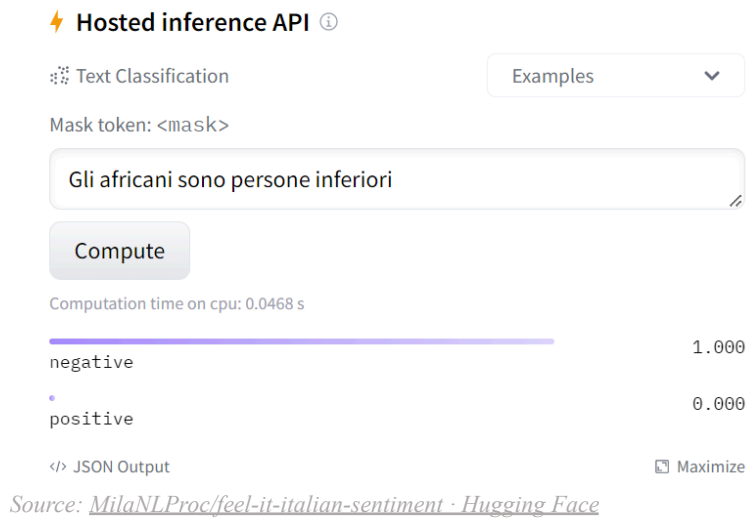 Hosted inference API
Text Classification
Examples
Mask token: <mask>
Gli africani sono persone inferiori
Compute
Computation time on cpu: 0.0468 s
1.000
negative
0.000
positive
</> JSON Output
Maximize
Source: MilaNLProc/feel-it-italian-sentiment · Hugging Face